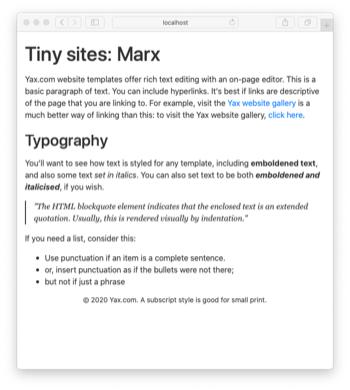 localhost
Tiny sites: Marx
Yax.com website templates offer rich text editing with an on-page editor. This is a
basic paragraph of text. You can include hyperlinks. It's best if links are descriptive
of the page that you are linking to. For example, visit the Yax website gallery is a
much better way of linking than this: to visit the Yax website gallery, click here.
Typography
You'll want to see how text is styled for any template, including emboldened text,
and also some text set in italics. You can also set text to be both emboldened and
italicised, if you wish.
"The HTML blockquote element indicates that the enclosed text is an extended
quotation. Usually, this is rendered visually by indentation."
If you need a list, consider this:
• Use punctuation if an item is a complete sentence.
• or, insert punctuation as if the bullets were not there;
• but not if just a phrase
© 2020 Yax.com. A subscript style is good for small print.